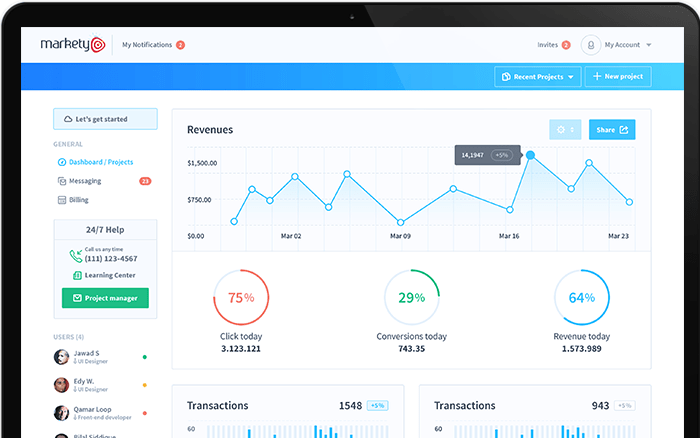 markety
My Notifications 2
Invites 2
My Account
Recent Projects
+ New project
Let's get started
GENERAL
Dashboard / Projects
Messaging 23
Billing
24/7 Help
Call us any time
(111) 123-4567
Learning Center
Project manager
USERS (4)
Jawad S
UI Designer
Edy W.
UI Designer
Qamar Loop
Front-end developer
Bilal Siddique
Revenues
Share
14,1947 +5%
$1,500.00
$750.00
$0.00
Mar 02
Mar 09
Mar 16
Mar 23
75%
Click today
3.123.121
29%
Conversions today
743.35
64%
Revenue today
1.573.989
Transactions 1548 +5%
60
Transactions 943 +5%
60